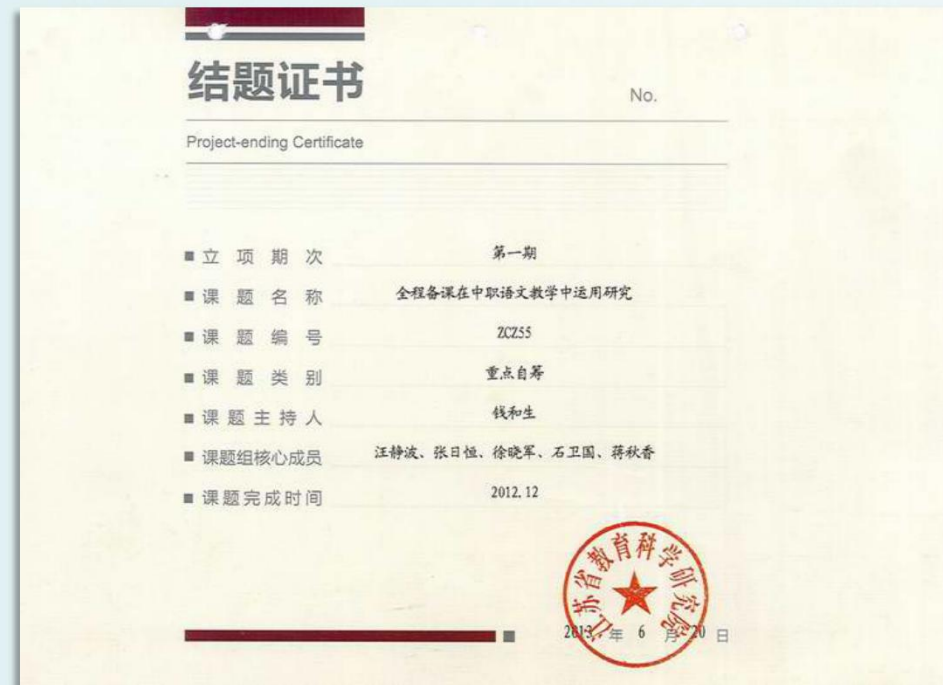 结题证书
No.
Project-ending Certificate
■ 立项期次 第一期
■ 课题名称 全程备课在中职语文教学中运用研究
■ 课题编号 ZCZ55
■ 课题类别 重点自筹
■ 课题主持人 钱和生
■ 课题组核心成员 汪静波、张日恒、徐晓军、石卫国、蒋秋香
■ 课题完成时间 2012.12
江苏省教育科学研究院
2013 年 6 月 20 日